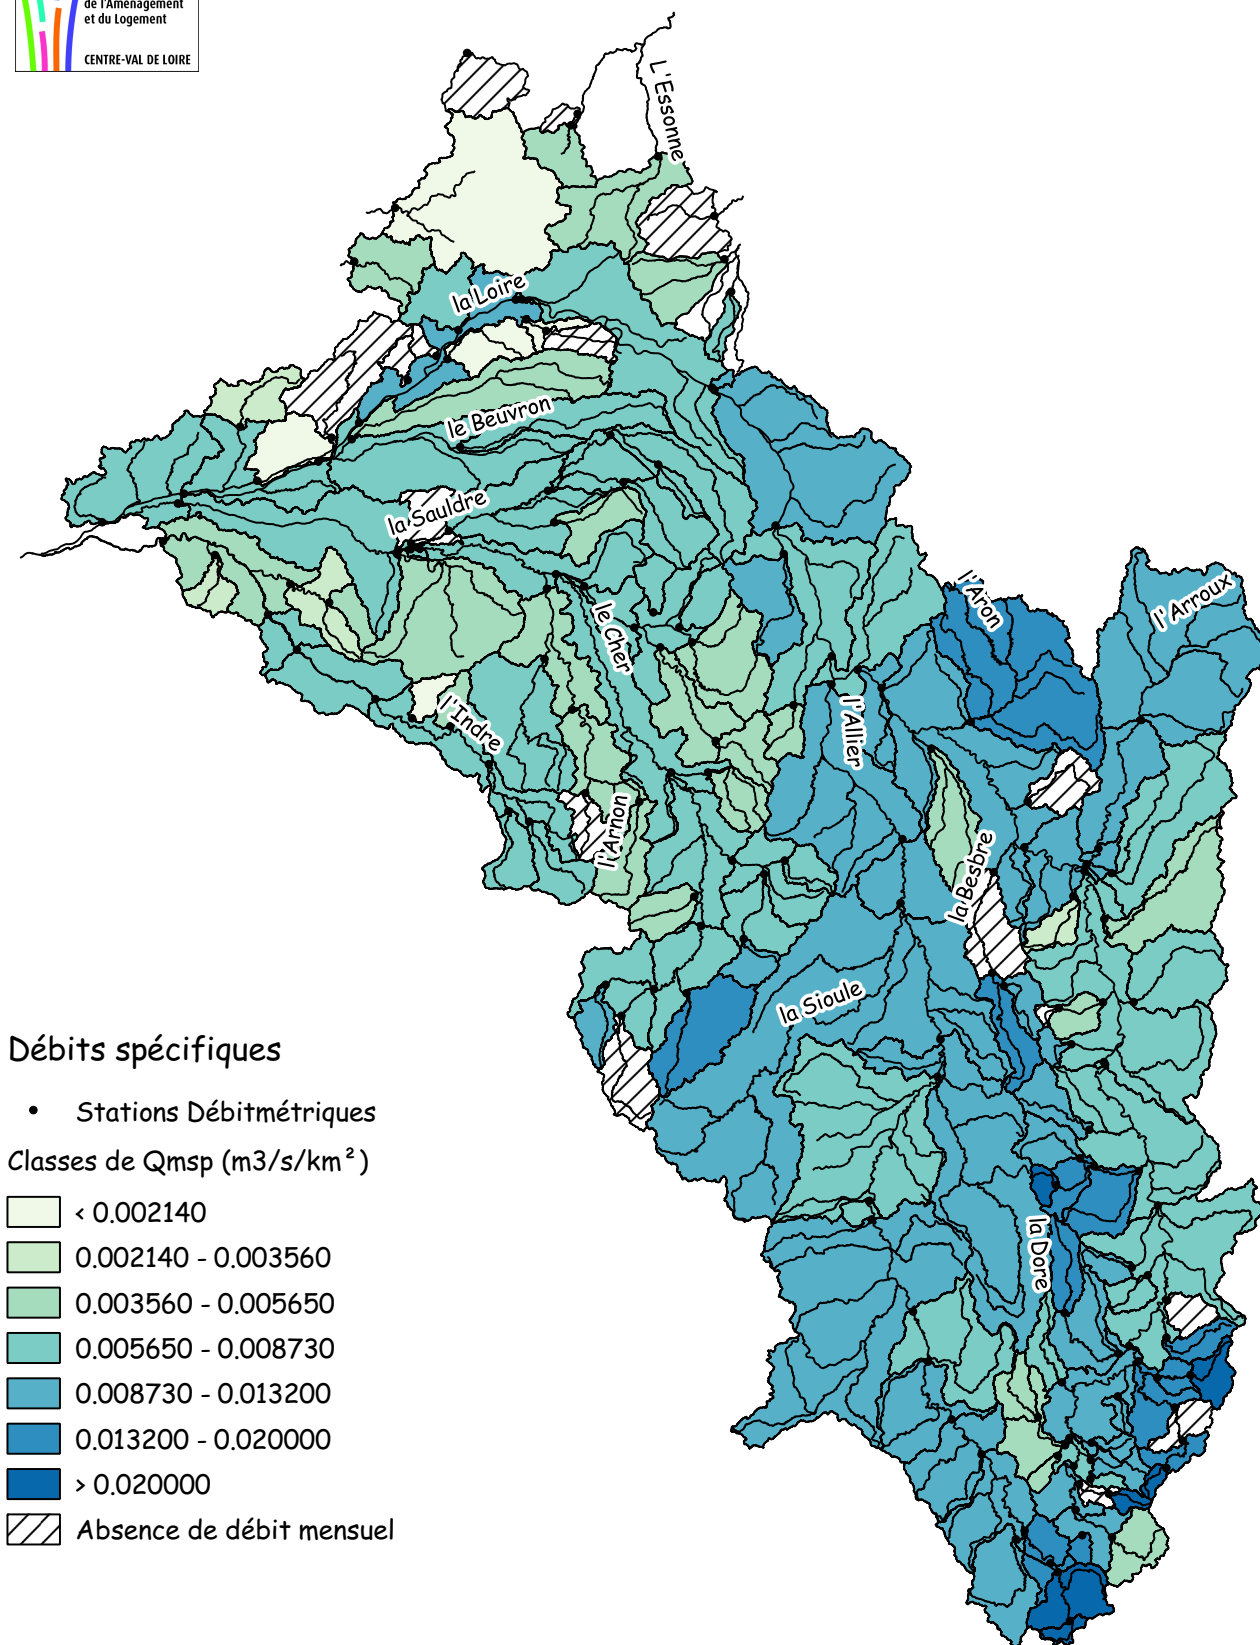 de l'Aménagement
et du Logement
CENTRE-VAL DE LOIRE
L'Essonne
la Loire
le Beuvron
la Sauldre
l'Aron
l'Arroux
le Cher
l'Indre
l'Allier
l'Arnon
la Besbre
la Sioule
la Dore
Débits spécifiques
Stations Débitmétriques
Classes de Qmsp (m3/s/km²)
< 0.002140
0.002140 - 0.003560
0.003560 - 0.005650
0.005650 - 0.008730
0.008730 - 0.013200
0.013200 - 0.020000
> 0.020000
Absence de débit mensuel